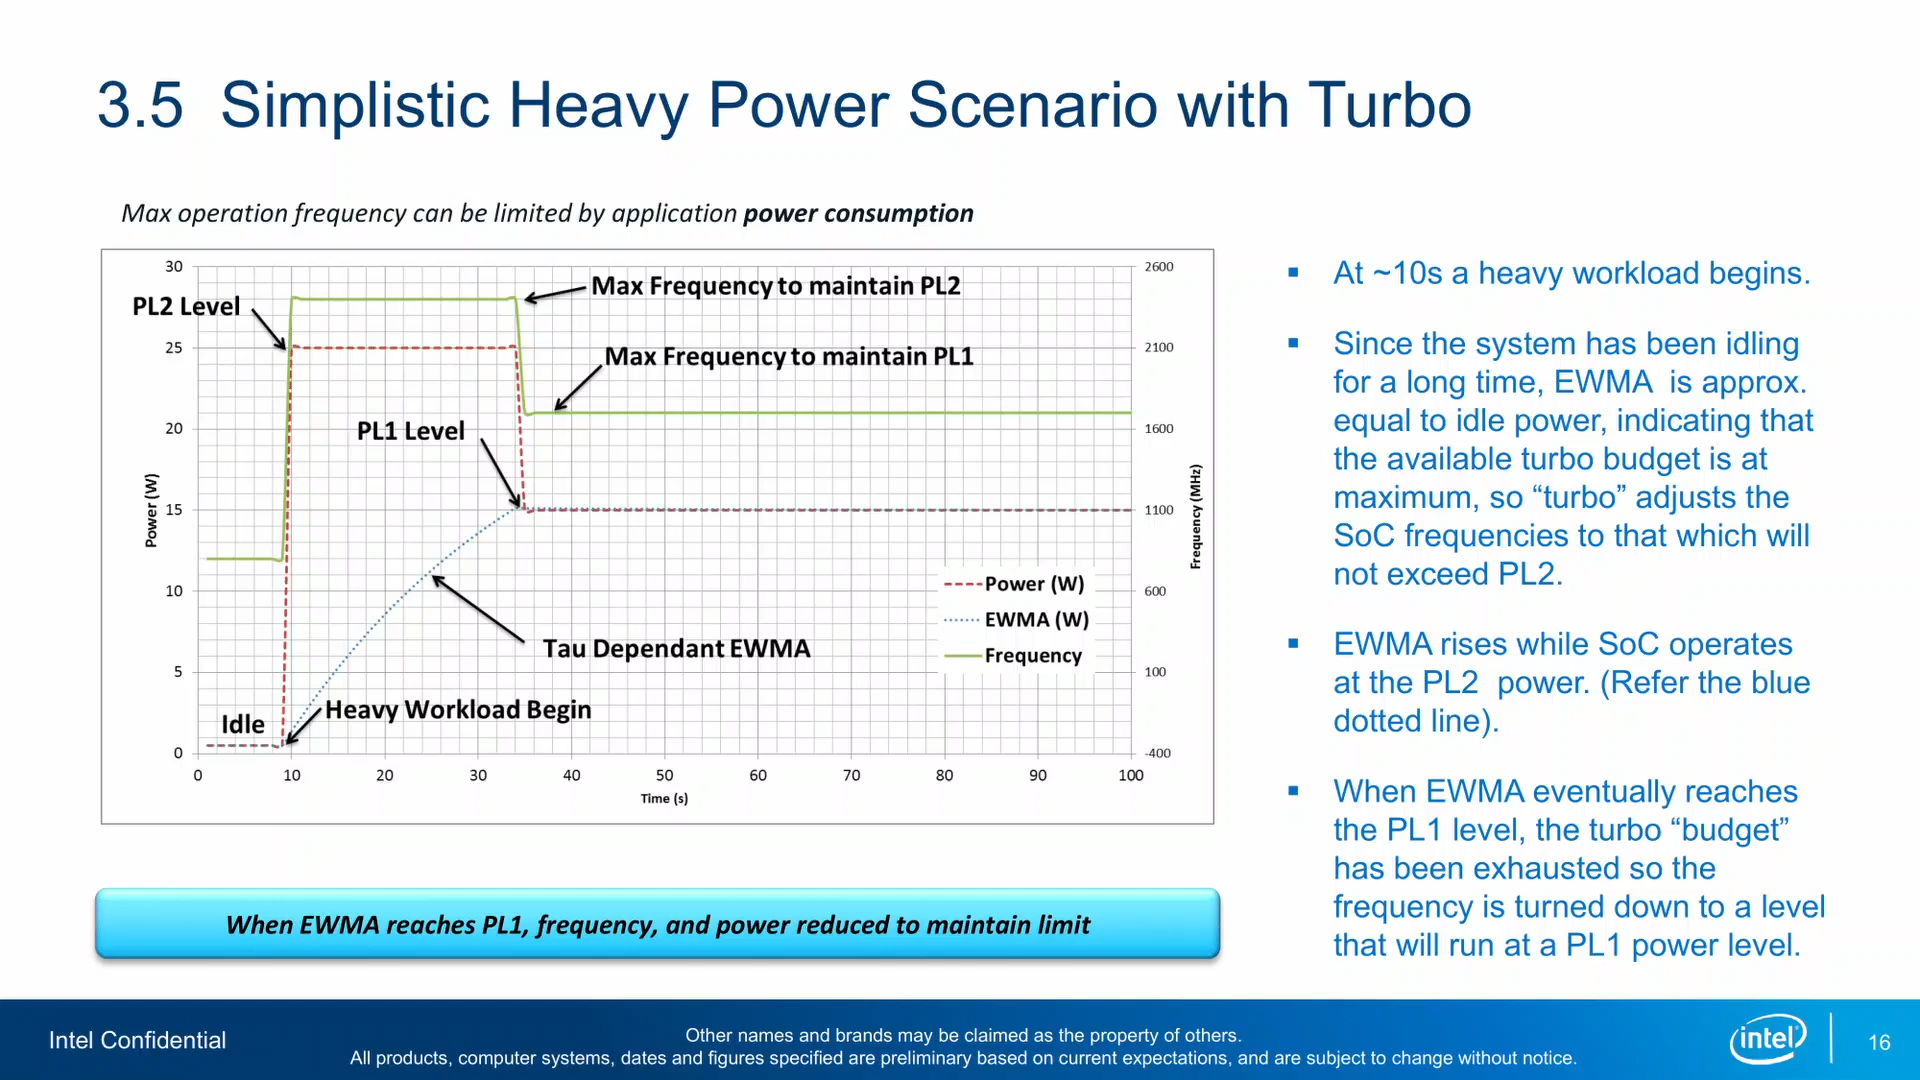 3.5 Simplistic Heavy Power Scenario with Turbo
Max operation frequency can be limited by application power consumption
30
25
20
15
10
5
0
Power (W)
PL2 Level
Max Frequency to maintain PL2
Max Frequency to maintain PL1
PL1 Level
Tau Dependant EWMA
Heavy Workload Begin
Idle
Power (W)
EWMA (W)
Frequency
2600
2100
1600
1100
600
100
-400
Frequency (MHz)
0 10 20 30 40 50 60 70 80 90 100
Time (s)
When EWMA reaches PL1, frequency, and power reduced to maintain limit
▪ At ~10s a heavy workload begins.
▪ Since the system has been idling
for a long time, EWMA is approx.
equal to idle power, indicating that
the available turbo budget is at
maximum, so “turbo” adjusts the
SoC frequencies to that which will
not exceed PL2.
▪ EWMA rises while SoC operates
at the PL2 power. (Refer the blue
dotted line).
▪ When EWMA eventually reaches
the PL1 level, the turbo “budget”
has been exhausted so the
frequency is turned down to a level
that will run at a PL1 power level.
Intel Confidential
Other names and brands may be claimed as the property of others.
All products, computer systems, dates and figures specified are preliminary based on current expectations, and are subject to change without notice.
intel
16